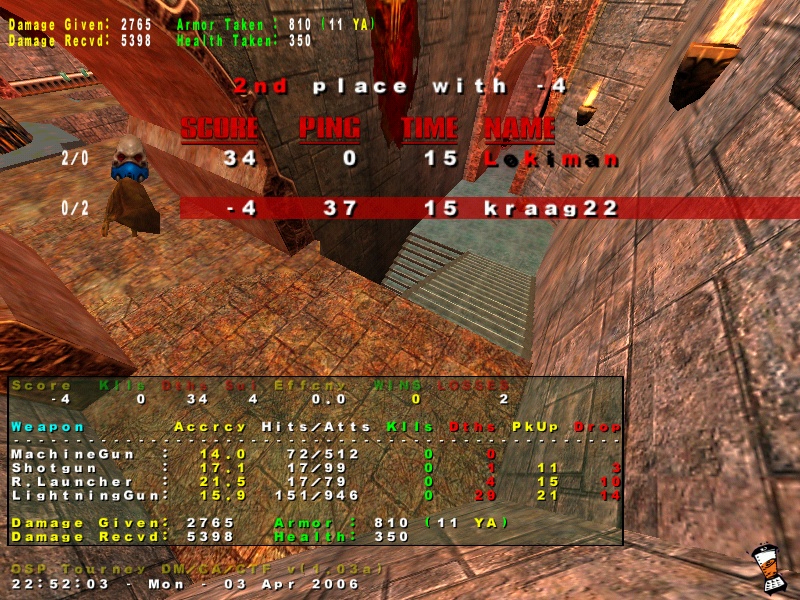 Damage Given: 2765 Armor Taken : 810 (11 YA)
Damage Recvd: 5398 Health Taken: 350
2nd place with -4
SCORE PING TIME NAME
2/0 34 0 15 Lokiman
0/2 -4 37 15 kraag22
Score Klls Dths Sui Effcny WINS LOSSES
-4 0 34 4 0.0 0 2
Weapon Accrcy Hits/Atts Klls Dths PkUp Drop
MachineGun : 14.0 72/512 0 0
Shotgun : 17.1 17/99 0 1 11 3
R.Launcher : 21.5 17/79 0 4 15 10
LightningGun: 15.9 151/946 0 29 21 14
Damage Given: 2765 Armor : 810 (11 YA)
Damage Recvd: 5398 Health: 350
OSP Tourney DM/CA/CTF v(1.03a)
22:52:03 - Mon - 03 Apr 2006